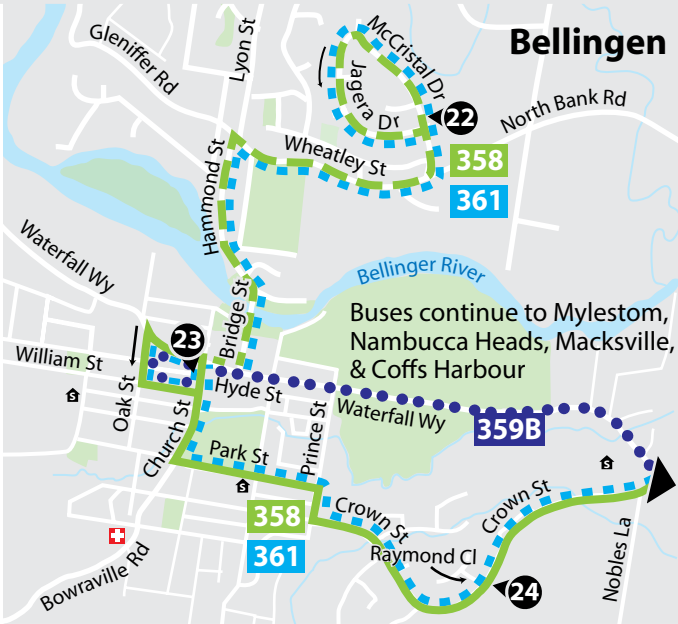 Bellingen
McCristal Dr
Gleniffer Rd
Lyon St
Jagera Dr
22
North Bank Rd
Wheatley St
358
361
Hammond St
Waterfall Wy
Bellinger River
Bridge St
Buses continue to Mylestom,
Nambucca Heads, Macksville,
& Coffs Harbour
23
William St
Hyde St
Oak St
Waterfall Wy
359B
Church St
Prince St
Park St
S
S
S
Crown St
Crown St
358
361
Raymond Cl
Nobles La
24
Bowraville Rd